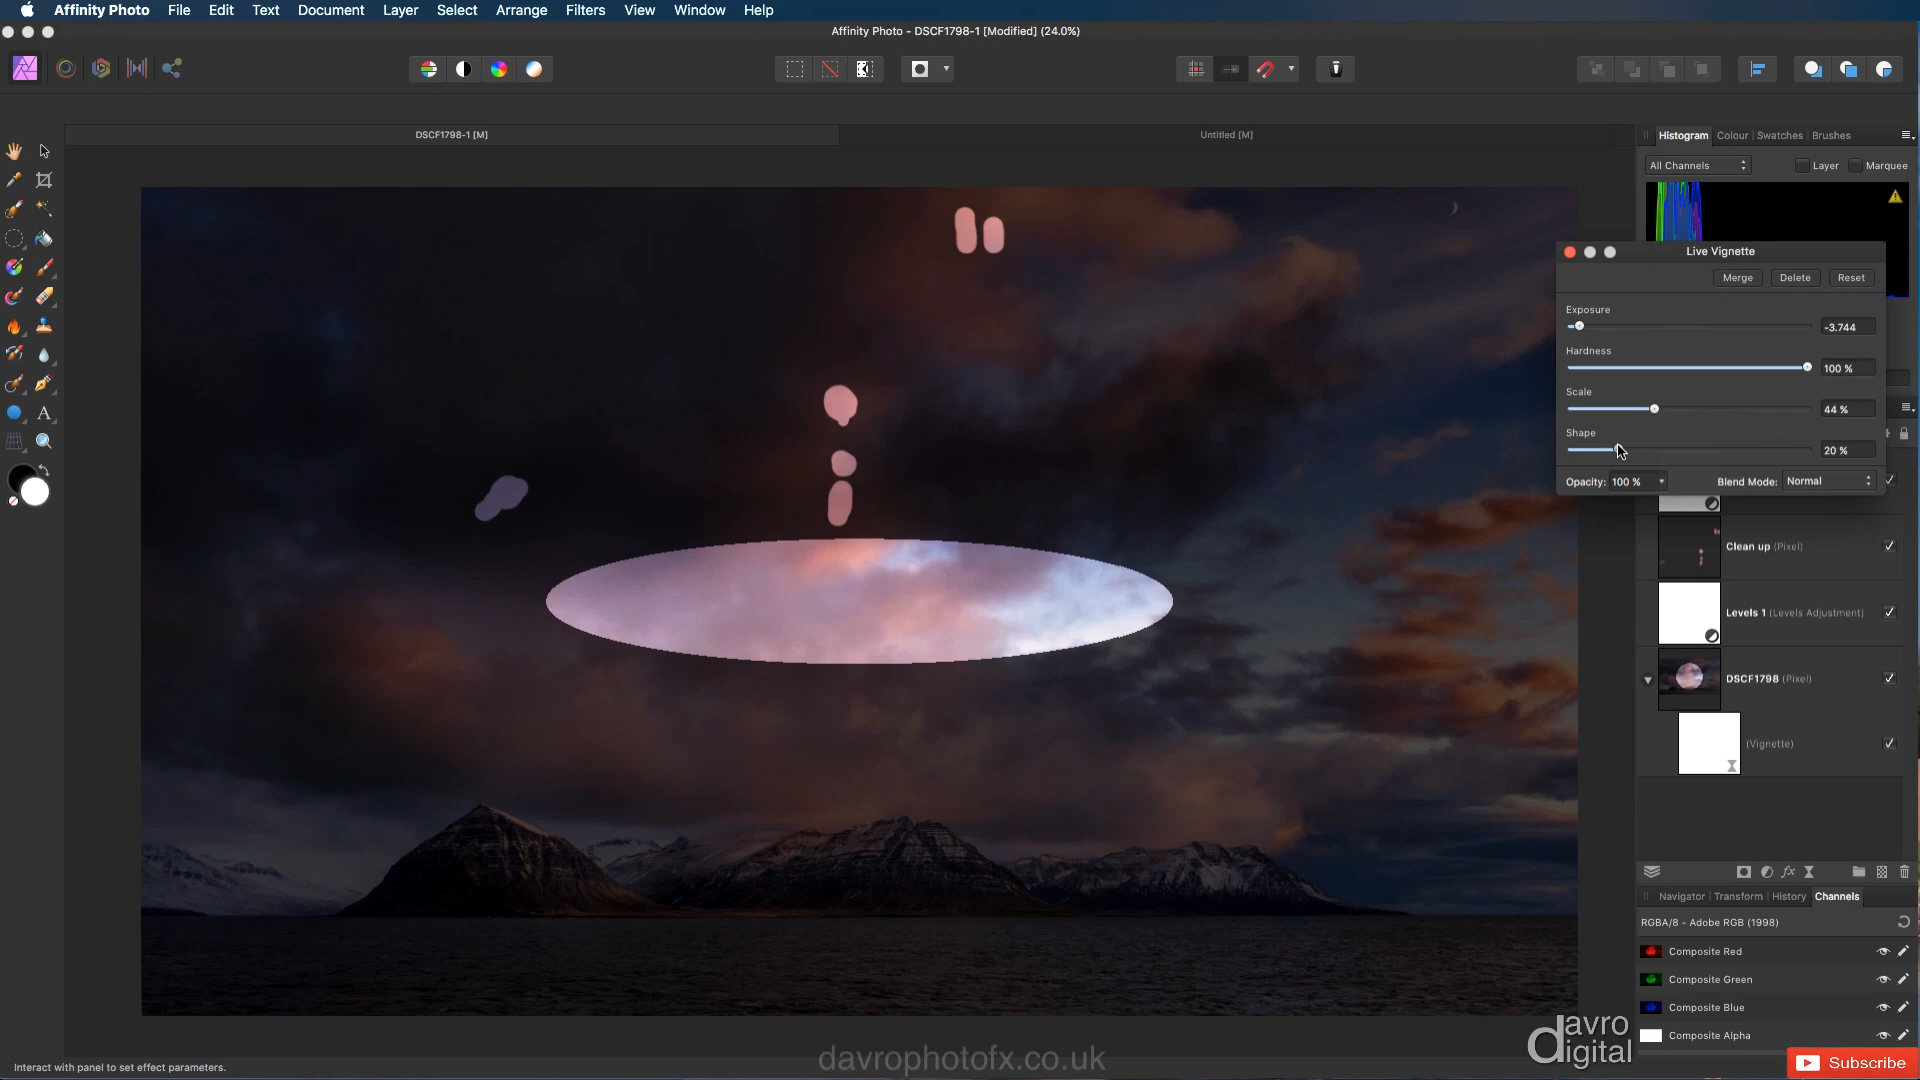 Affinity Photo File Edit Text Document Layer Select Arrange Filters View Window Help
Affinity Photo - DSCF1798-1 [Modified] (24.0%)
DSCF1798-1 [M]
Untitled [M]
Histogram Colour Swatches Brushes
All Channels
Layer
Marquee
Live Vignette
Merge
Delete
Reset
Exposure
-3.744
Hardness
100 %
Scale
44 %
Shape
20 %
Opacity: 100 %
Blend Mode: Normal
Clean up (Pixel)
Levels 1 (Levels Adjustment)
DSCF1798 (Pixel)
(Vignette)
Navigator Transform History Channels
RGBA/8 - Adobe RGB (1998)
Composite Red
Composite Green
Composite Blue
Composite Alpha
davro
digital
davrophotofx.co.uk
Subscribe
Interact with panel to set effect parameters.